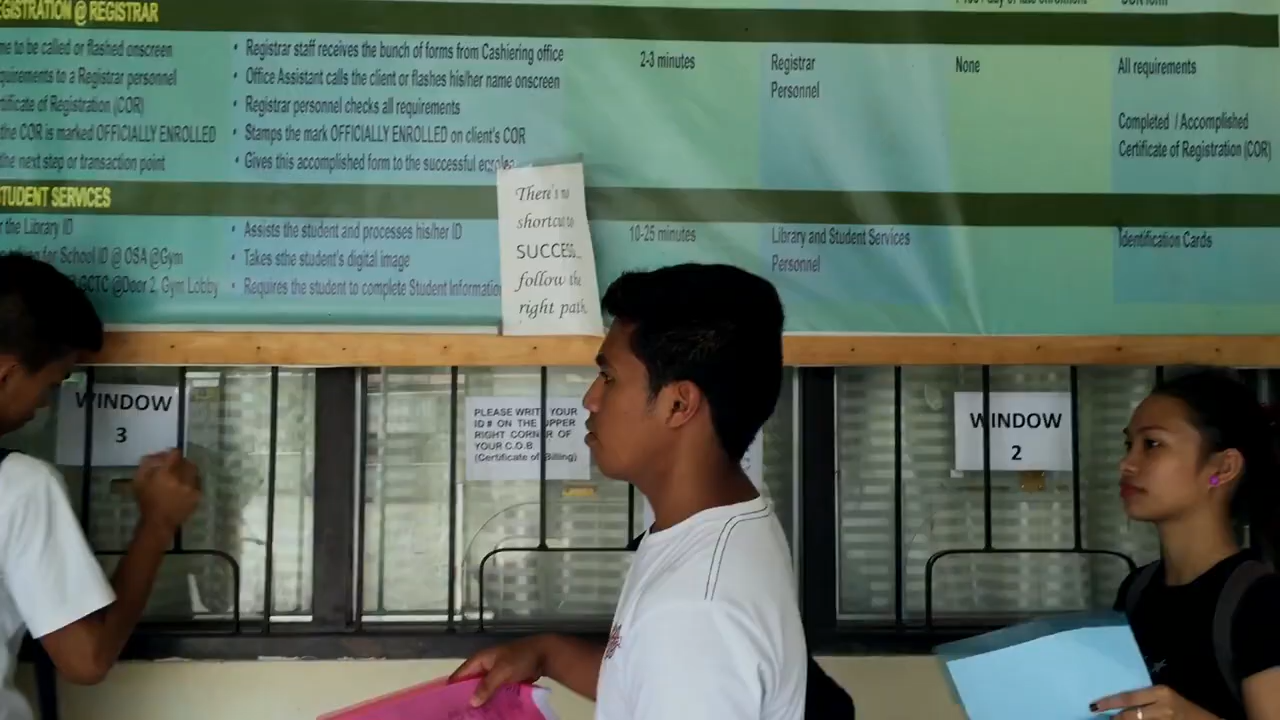 EGISTRATION @ REGISTRAR
me to be called or flashed onscreen
quirements to a Registrar personnel
rtificate of Registration (COR)
the COR is marked OFFICIALLY ENROLLED
the next step or transaction point
• Registrar staff receives the bunch of forms from Cashiering office
• Office Assistant calls the client or flashes his/her name onscreen
• Registrar personnel checks all requirements
• Stamps the mark OFFICIALLY ENROLLED on client's COR
• Gives this accomplished form to the successful enrolee
2-3 minutes
Registrar
Personnel
None
All requirements
Completed / Accomplished
Certificate of Registration (COR)
STUDENT SERVICES
r the Library ID
for School ID @ OSA @Gym
@Door 2, Gym Lobby
• Assists the student and processes his/her ID
• Takes sthe student's digital image
• Requires the student to complete Student Informatio
10-25 minutes
Library and Student Services
Personnel
Identification Cards
There's no
shortcut to
SUCCESS...
follow the
right path.
WINDOW
3
PLEASE WRITE YOUR
ID # ON THE UPPER
RIGHT CORNER OF
YOUR C.O.B.
(Certificate of Billing)
WINDOW
2